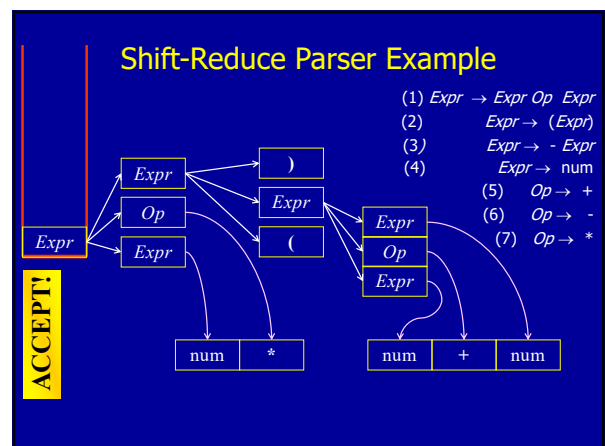 Shift-Reduce Parser Example
(1) Expr → Expr Op Expr
(2) Expr → (Expr)
(3) Expr → - Expr
(4) Expr → num
(5) Op → +
(6) Op → -
(7) Op → *
)
Expr
Expr
Op
Expr
(
Expr
Expr
Op
Expr
ACCEPT!
num * num + num